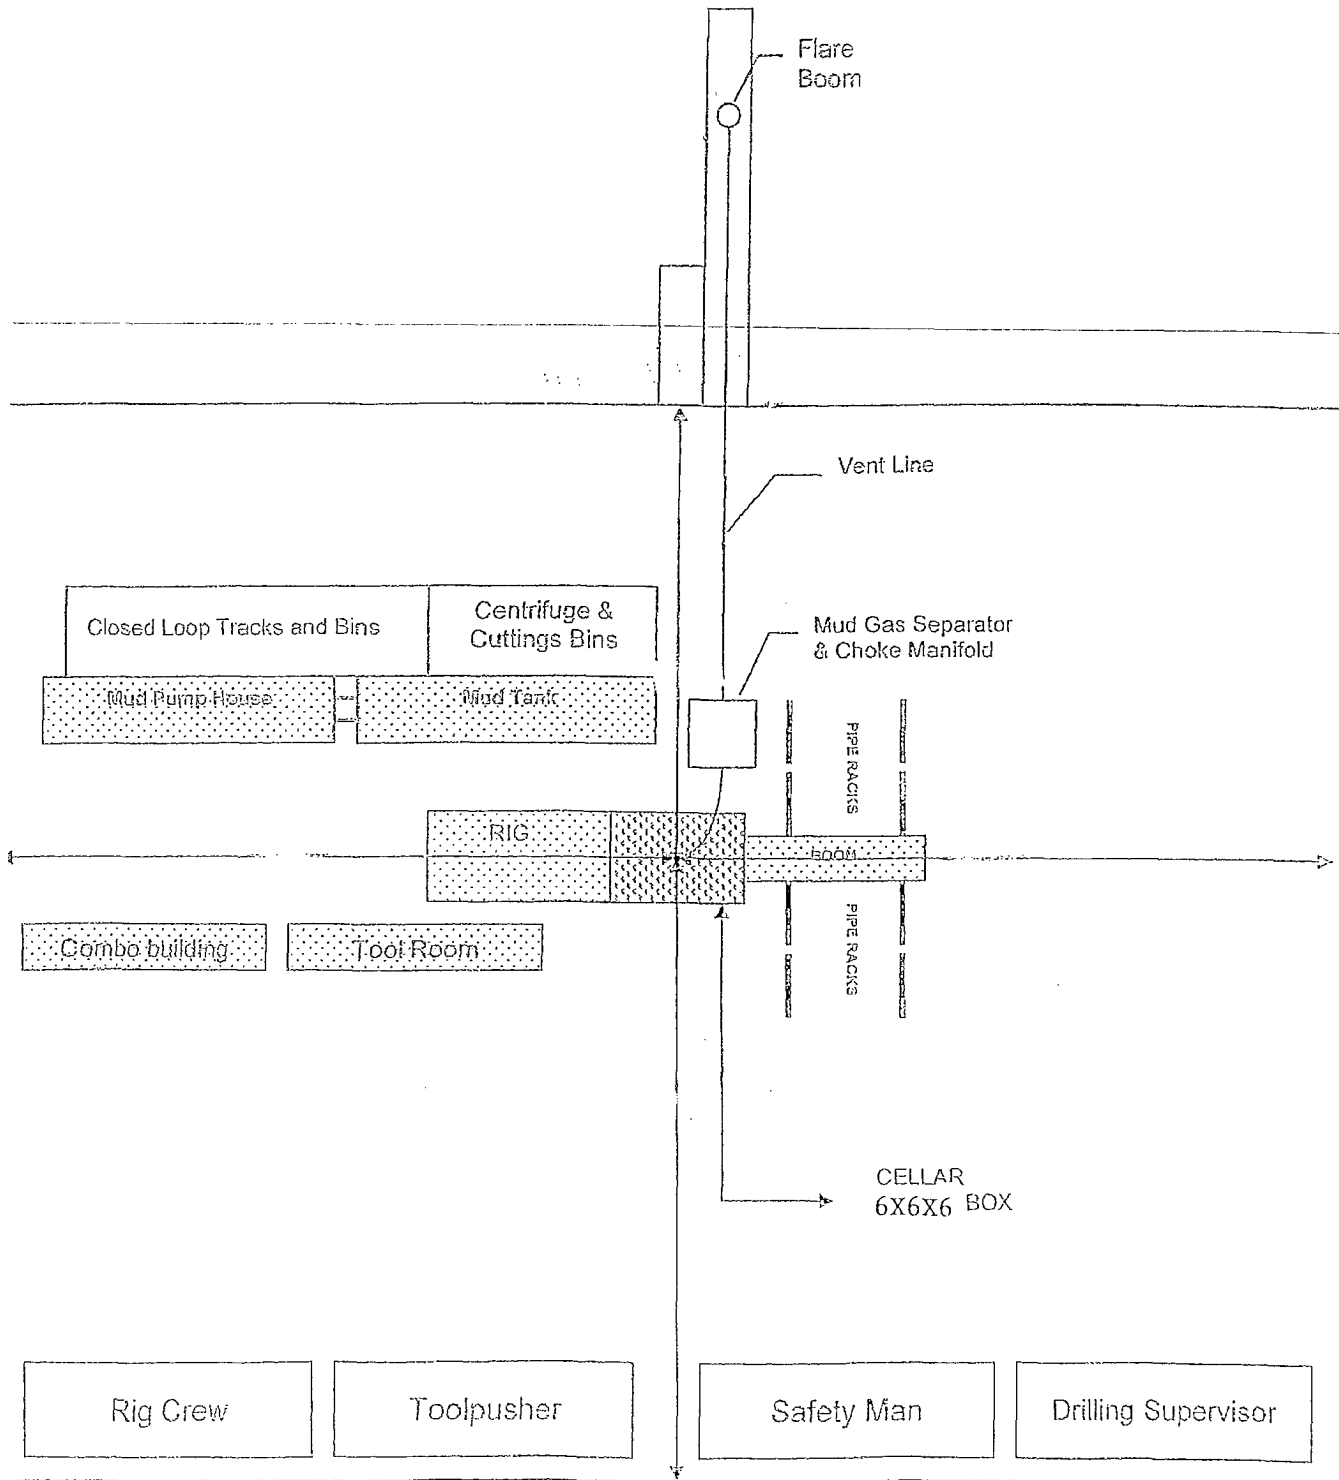 Flare
Boom
Vent Line
Closed Loop Tracks and Bins
Centrifuge &
Cuttings Bins
Mud Gas Separator
& Choke Manifold
Mud Pump House
Mud Tank
PIPE RACKS
RIG
BOOM
Combo building
Tool Room
PIPE RACKS
CELLAR
6X6X6 BOX
Rig Crew
Toolpusher
Safety Man
Drilling Supervisor